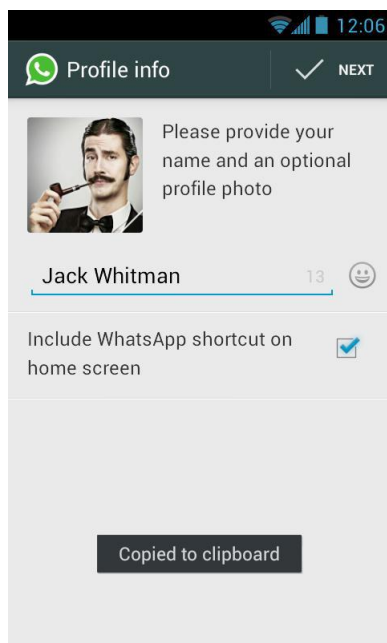 12:06
Profile info
NEXT
Please provide your
name and an optional
profile photo
Jack Whitman
13
Include WhatsApp shortcut on
home screen
Copied to clipboard